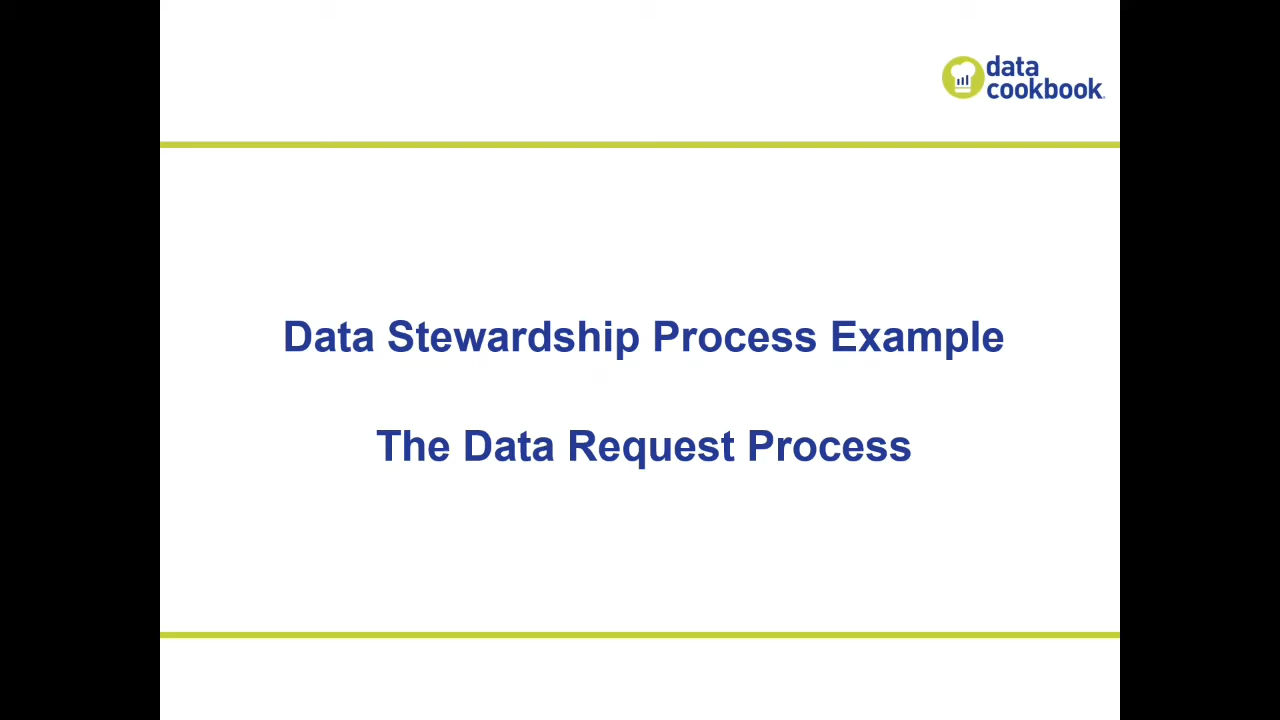 data
cookbook
Data Stewardship Process Example
The Data Request Process